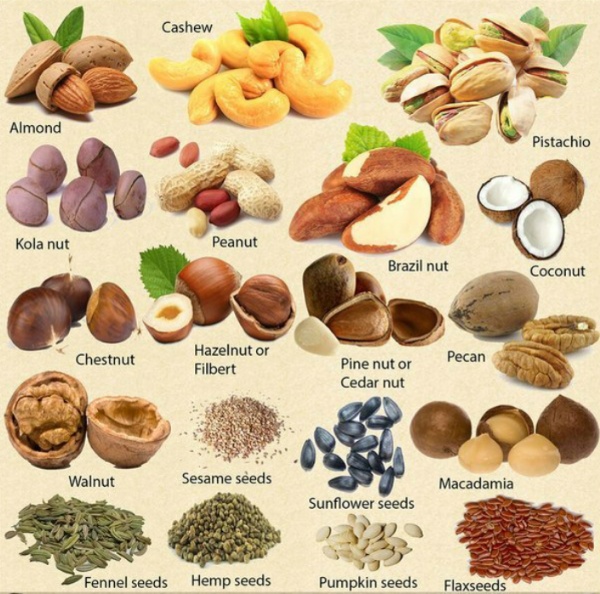 Cashew
Almond
Pistachio
Kola nut
Peanut
Brazil nut
Coconut
Chestnut
Hazelnut or
Filbert
Pine nut or
Cedar nut
Pecan
Walnut
Sesame seeds
Sunflower seeds
Macadamia
Fennel seeds
Hemp seeds
Pumpkin seeds
Flaxseeds